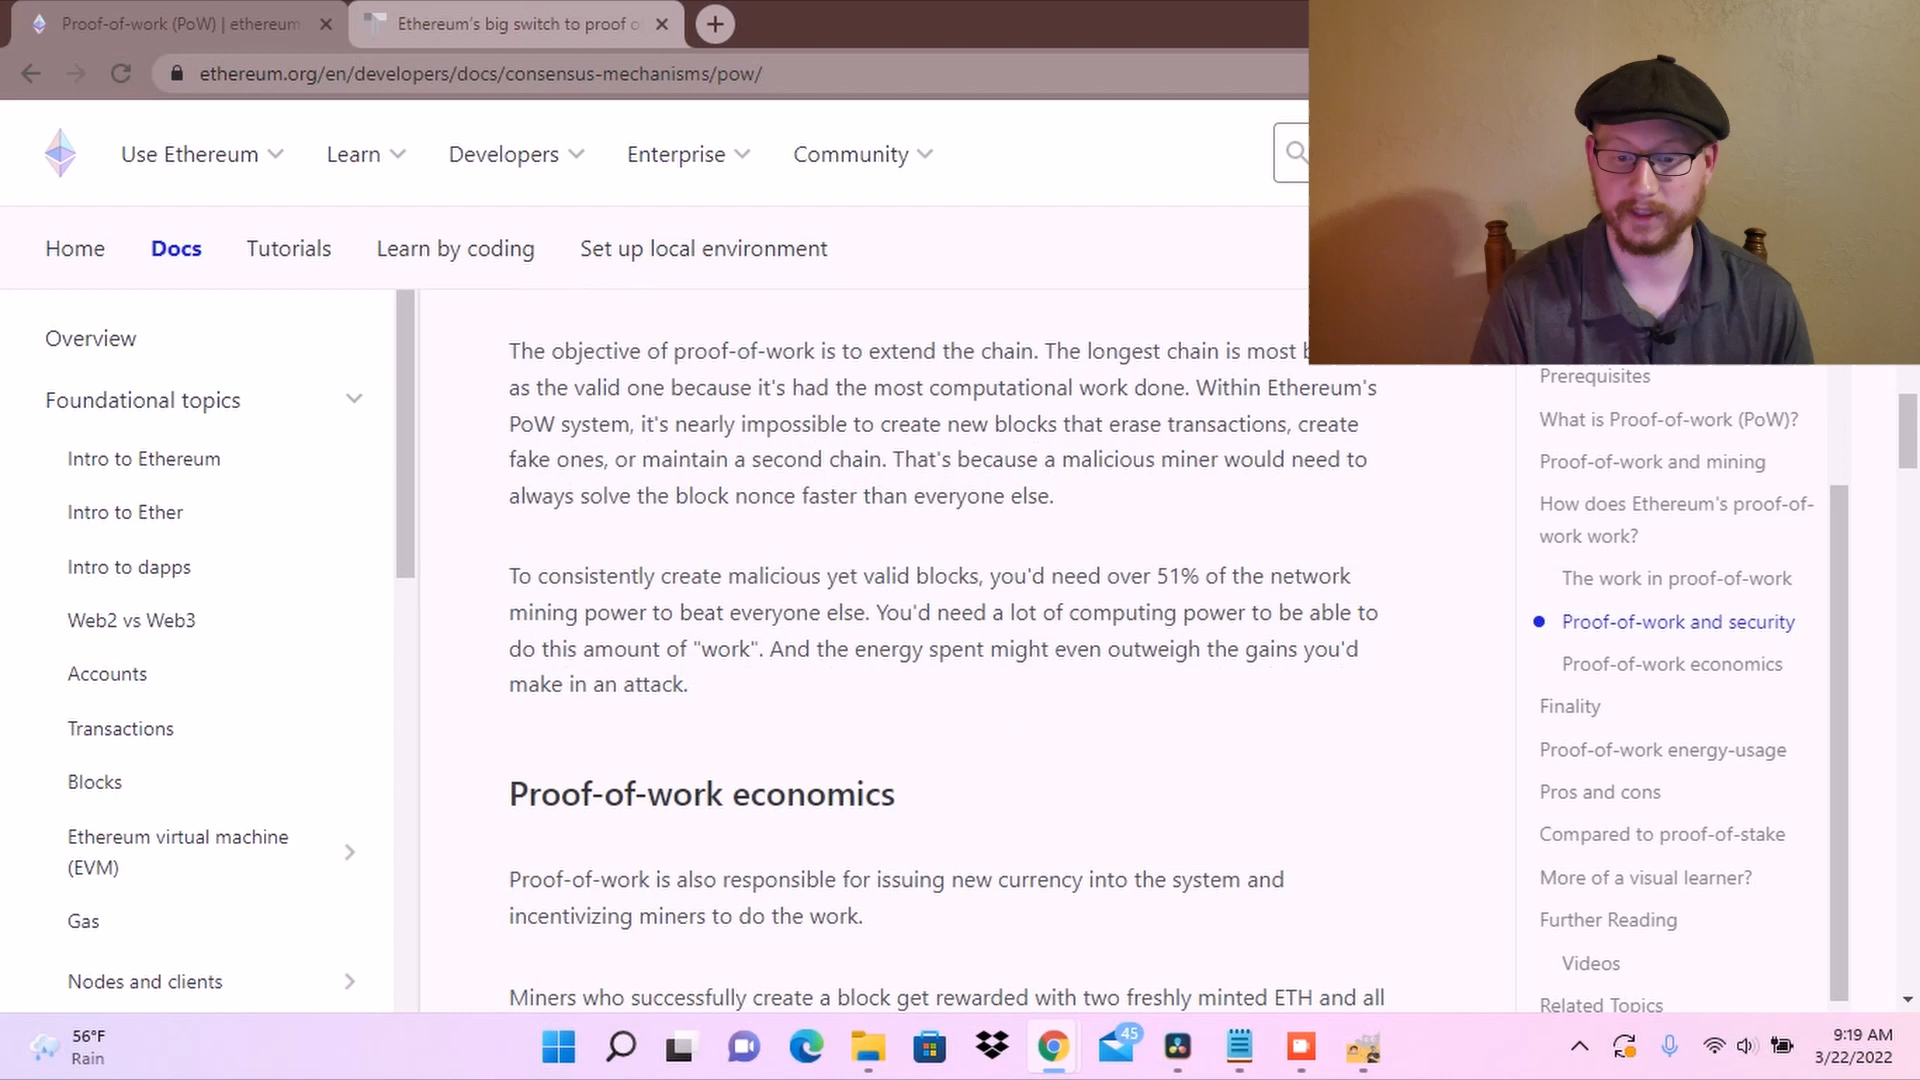 Proof-of-work (PoW) | ethereum
Ethereum's big switch to proof o
ethereum.org/en/developers/docs/consensus-mechanisms/pow/
Use Ethereum
Learn
Developers
Enterprise
Community
Home
Docs
Tutorials
Learn by coding
Set up local environment
Overview
Foundational topics
Intro to Ethereum
Intro to Ether
Intro to dapps
Web2 vs Web3
Accounts
Transactions
Blocks
Ethereum virtual machine
(EVM)
Gas
Nodes and clients
The objective of proof-of-work is to extend the chain. The longest chain is most
as the valid one because it's had the most computational work done. Within Ethereum's
PoW system, it's nearly impossible to create new blocks that erase transactions, create
fake ones, or maintain a second chain. That's because a malicious miner would need to
always solve the block nonce faster than everyone else.
To consistently create malicious yet valid blocks, you'd need over 51% of the network
mining power to beat everyone else. You'd need a lot of computing power to be able to
do this amount of "work". And the energy spent might even outweigh the gains you'd
make in an attack.
Proof-of-work economics
Proof-of-work is also responsible for issuing new currency into the system and
incentivizing miners to do the work.
Miners who successfully create a block get rewarded with two freshly minted ETH and all
Prerequisites
What is Proof-of-work (PoW)?
Proof-of-work and mining
How does Ethereum's proof-of-
work work?
The work in proof-of-work
Proof-of-work and security
Proof-of-work economics
Finality
Proof-of-work energy-usage
Pros and cons
Compared to proof-of-stake
More of a visual learner?
Further Reading
Videos
Related Topics
56°F
Rain
45
9:19 AM
3/22/2022